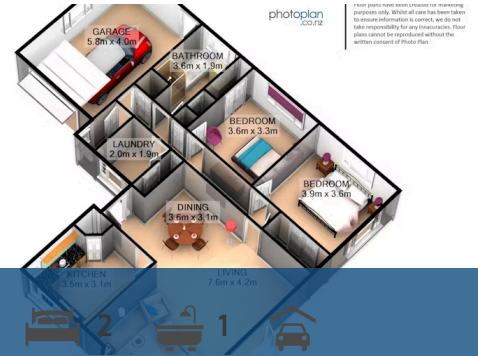 photoplan
.co.nz
Floor plans have been created for marketing
purposes only. Whilst all care has been taken
to ensure information is correct, we do not
take responsibility for any innacuracies. Floor
plans cannot be reproduced without the
written consent of Photo Plan
GARAGE
5.8m x 4.0m
BATHROOM
3.6m x 1.9m
BEDROOM
3.6m x 3.3m
LAUNDRY
2.0m x 1.9m
BEDROOM
3.9m x 3.6m
DINING
3.6m x 3.1m
KITCHEN
3.5m x 3.1m
LIVING
7.6m x 4.2m
2
1